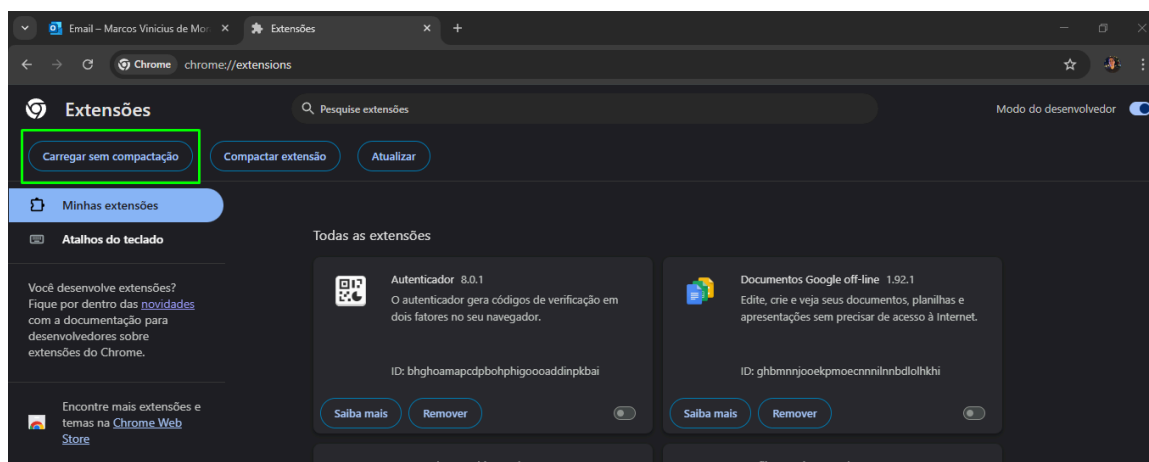 Email – Marcos Vinicius de Mor
Extensões
Chrome
chrome://extensions
Extensões
Pesquise extensões
Modo do desenvolvedor
Carregar sem compactação
Compactar extensão
Atualizar
Minhas extensões
Atalhos do teclado
Você desenvolve extensões?
Fique por dentro das novidades
com a documentação para
desenvolvedores sobre
extensões do Chrome.
Encontre mais extensões e
temas na Chrome Web
Store
Todas as extensões
Autenticador 8.0.1
O autenticador gera códigos de verificação em
dois fatores no seu navegador.
ID: bhghoamapcdpbohphigoooaddinpkbai
Saiba mais
Remover
Documentos Google off-line 1.92.1
Edite, crie e veja seus documentos, planilhas e
apresentações sem precisar de acesso à Internet.
ID: ghbmnnjooekpmoecnnnilnnbdlolhkhi
Saiba mais
Remover